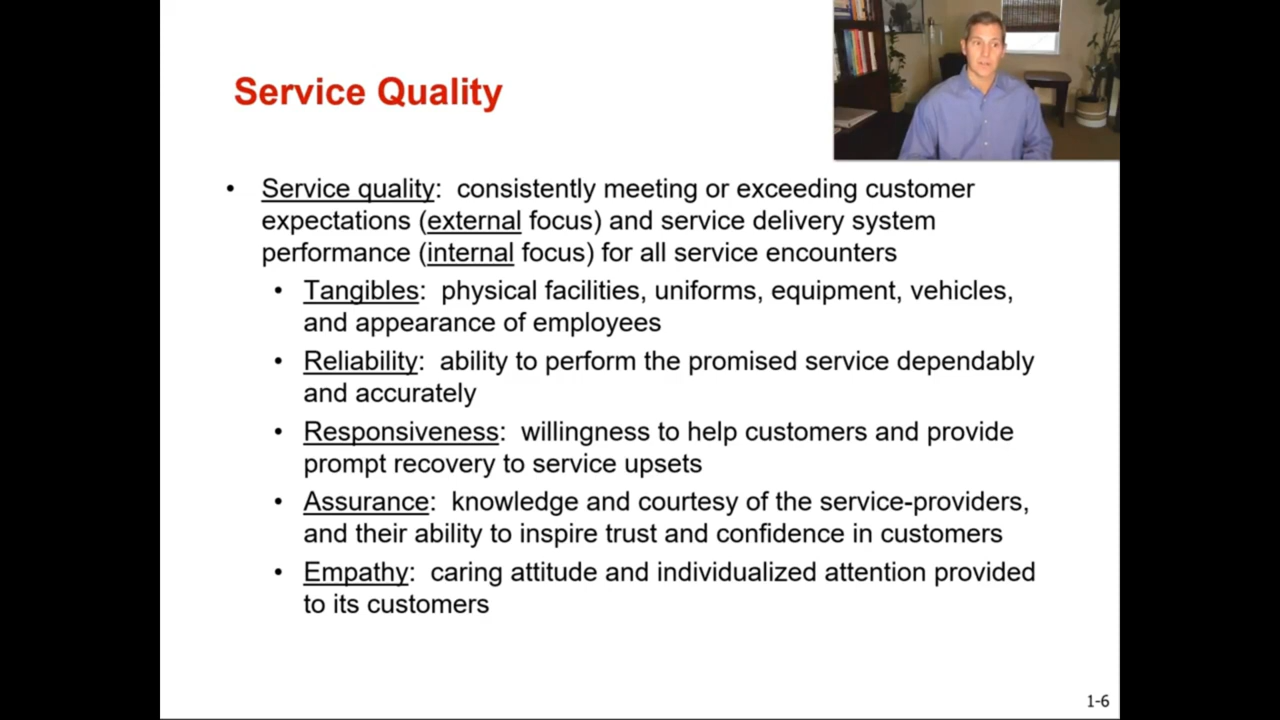 Service Quality
• Service quality: consistently meeting or exceeding customer
expectations (external focus) and service delivery system
performance (internal focus) for all service encounters
• Tangibles: physical facilities, uniforms, equipment, vehicles,
and appearance of employees
• Reliability: ability to perform the promised service dependably
and accurately
• Responsiveness: willingness to help customers and provide
prompt recovery to service upsets
• Assurance: knowledge and courtesy of the service-providers,
and their ability to inspire trust and confidence in customers
• Empathy: caring attitude and individualized attention provided
to its customers
1-6